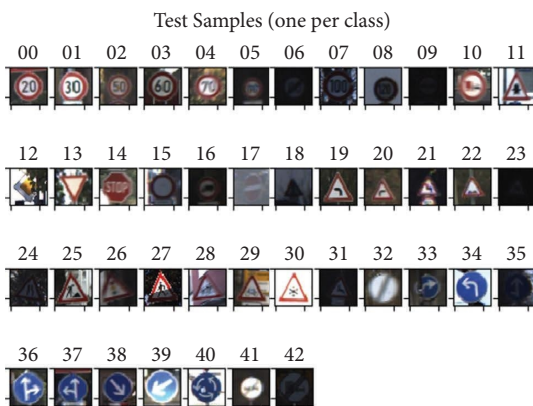 Test Samples (one per class)
00 01 02 03 04 05 06 07 08 09 10 11
20 30 50 60 70 100
12 13 14 15 16 17 18 19 20 21 22 23
STOP
24 25 26 27 28 29 30 31 32 33 34 35
36 37 38 39 40 41 42